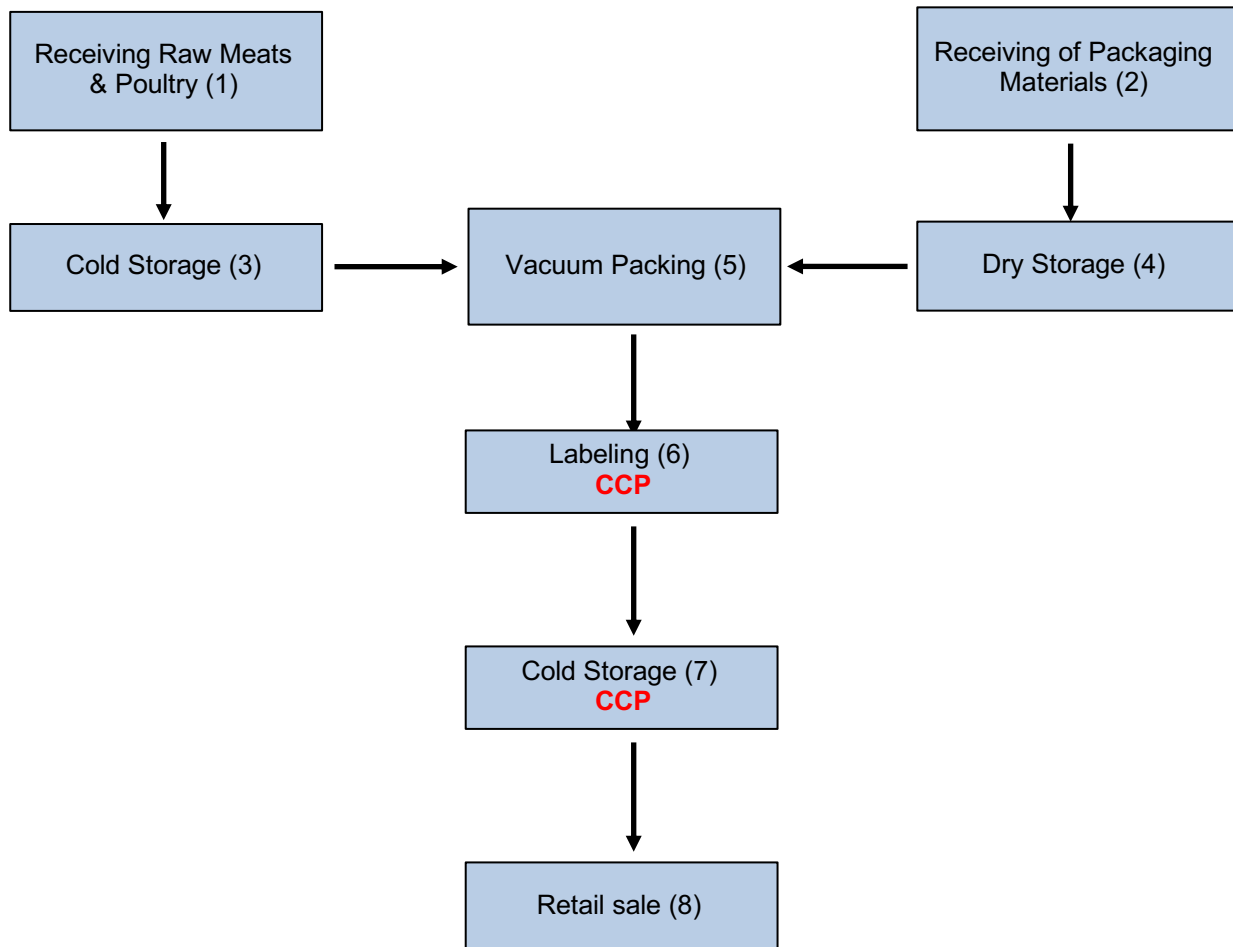 Receiving Raw Meats
& Poultry (1)
Receiving of Packaging
Materials (2)
Cold Storage (3)
Vacuum Packing (5)
Dry Storage (4)
Labeling (6)
CCP
Cold Storage (7)
CCP
Retail sale (8)